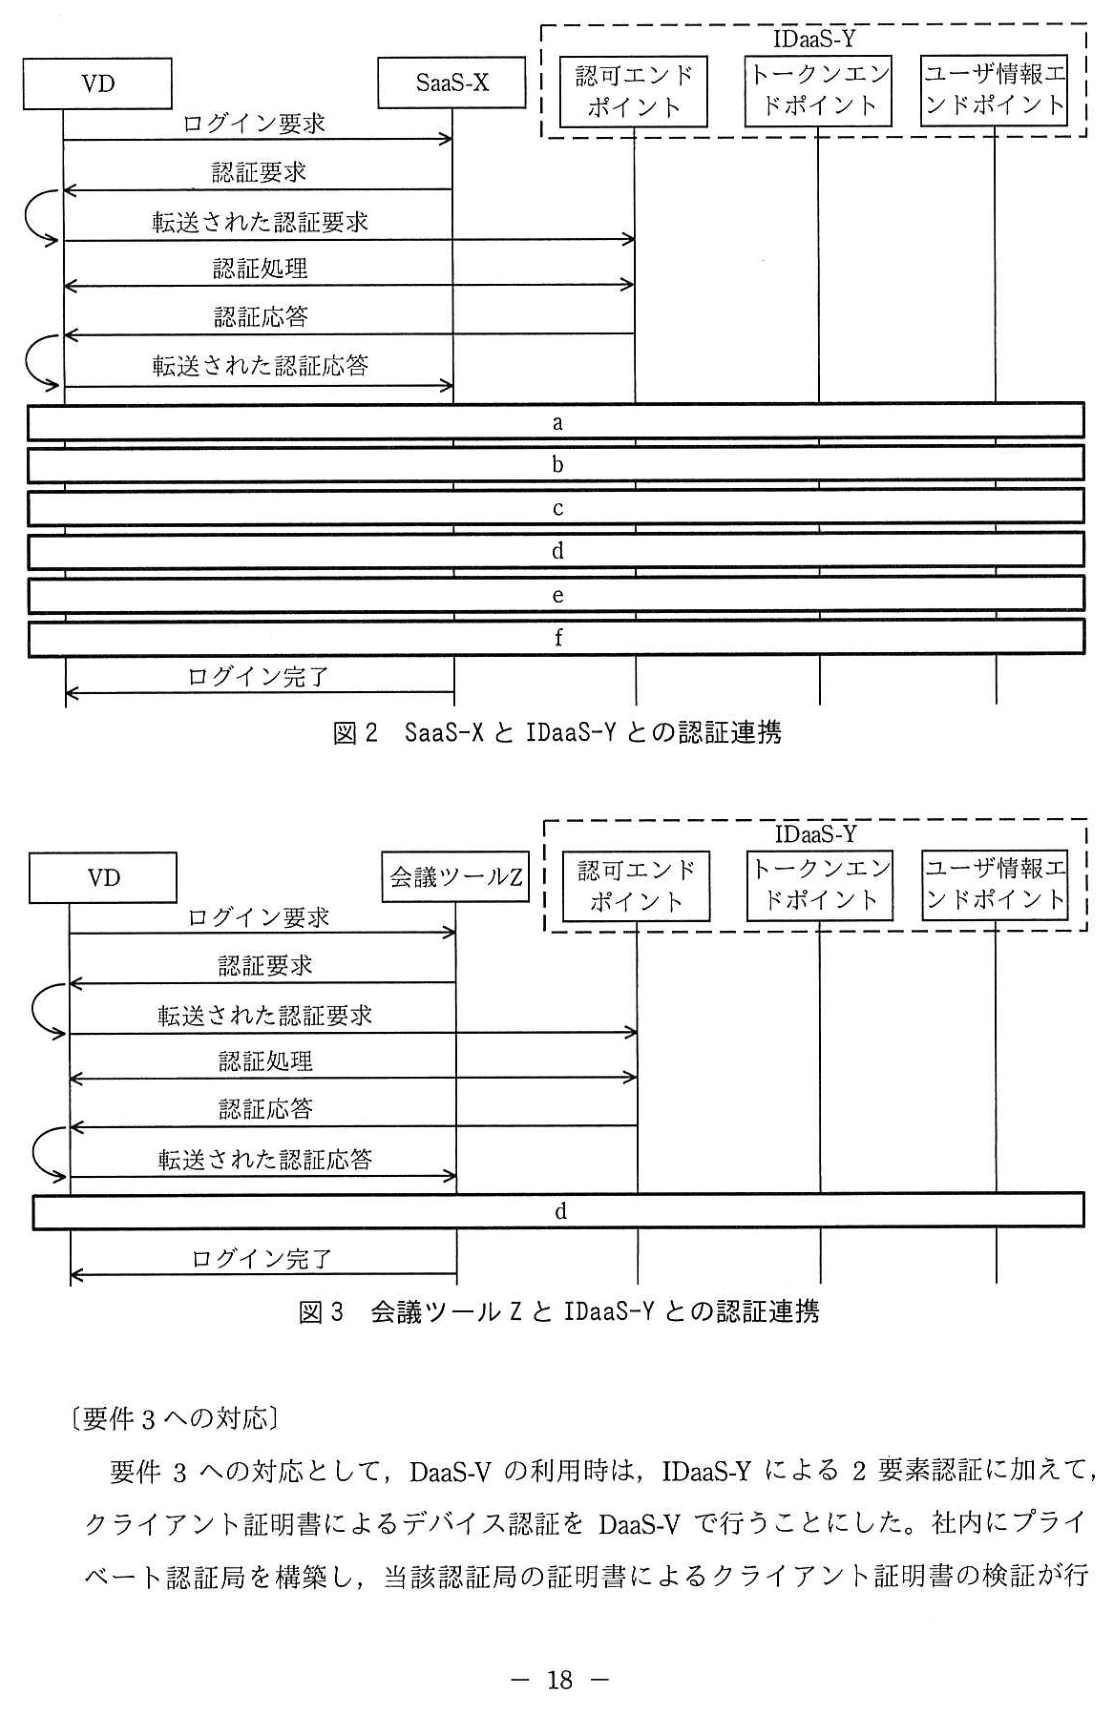 IDaaS-Y
VD
SaaS-X
認可エンド
ポイント
トークンエン
ドポイント
ユーザ情報エ
ンドポイント
ログイン要求
認証要求
転送された認証要求
認証処理
認証応答
転送された認証応答
a
b
c
d
e
f
ログイン完了
図2 SaaS-X と IDaaS-Y との認証連携
IDaaS-Y
VD
会議ツールZ
認可エンド
ポイント
トークンエン
ドポイント
ユーザ情報エ
ンドポイント
ログイン要求
認証要求
転送された認証要求
認証処理
認証応答
転送された認証応答
d
ログイン完了
図3 会議ツール Z と IDaaS-Y との認証連携
〔要件 3 への対応〕
要件 3 への対応として,DaaS-V の利用時は,IDaaS-Y による 2 要素認証に加えて,
クライアント証明書によるデバイス認証を DaaS-V で行うことにした。社内にプライ
ベート認証局を構築し,当該認証局の証明書によるクライアント証明書の検証が行
― 18 ―